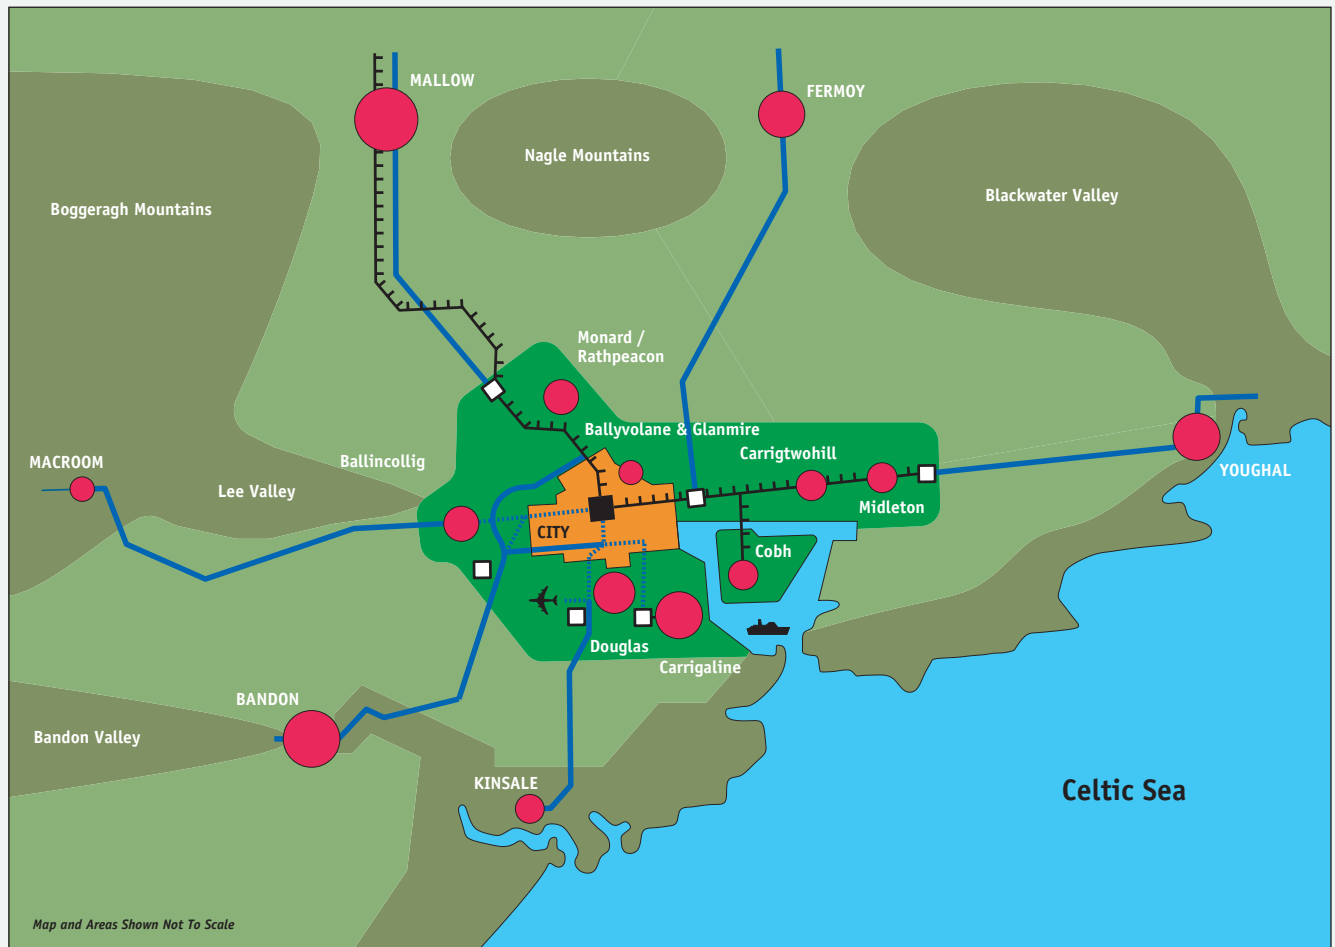 MALLOW
FERMOY
Nagle Mountains
Blackwater Valley
Boggeragh Mountains
Monard /
Rathpeacon
Ballyvolane & Glanmire
Carrigtwohill
MACROOM
Ballincollig
YOUGHAL
Lee Valley
Midleton
CITY
Cobh
Douglas
Carrigaline
BANDON
Bandon Valley
KINSALE
Celtic Sea
Map and Areas Shown Not To Scale